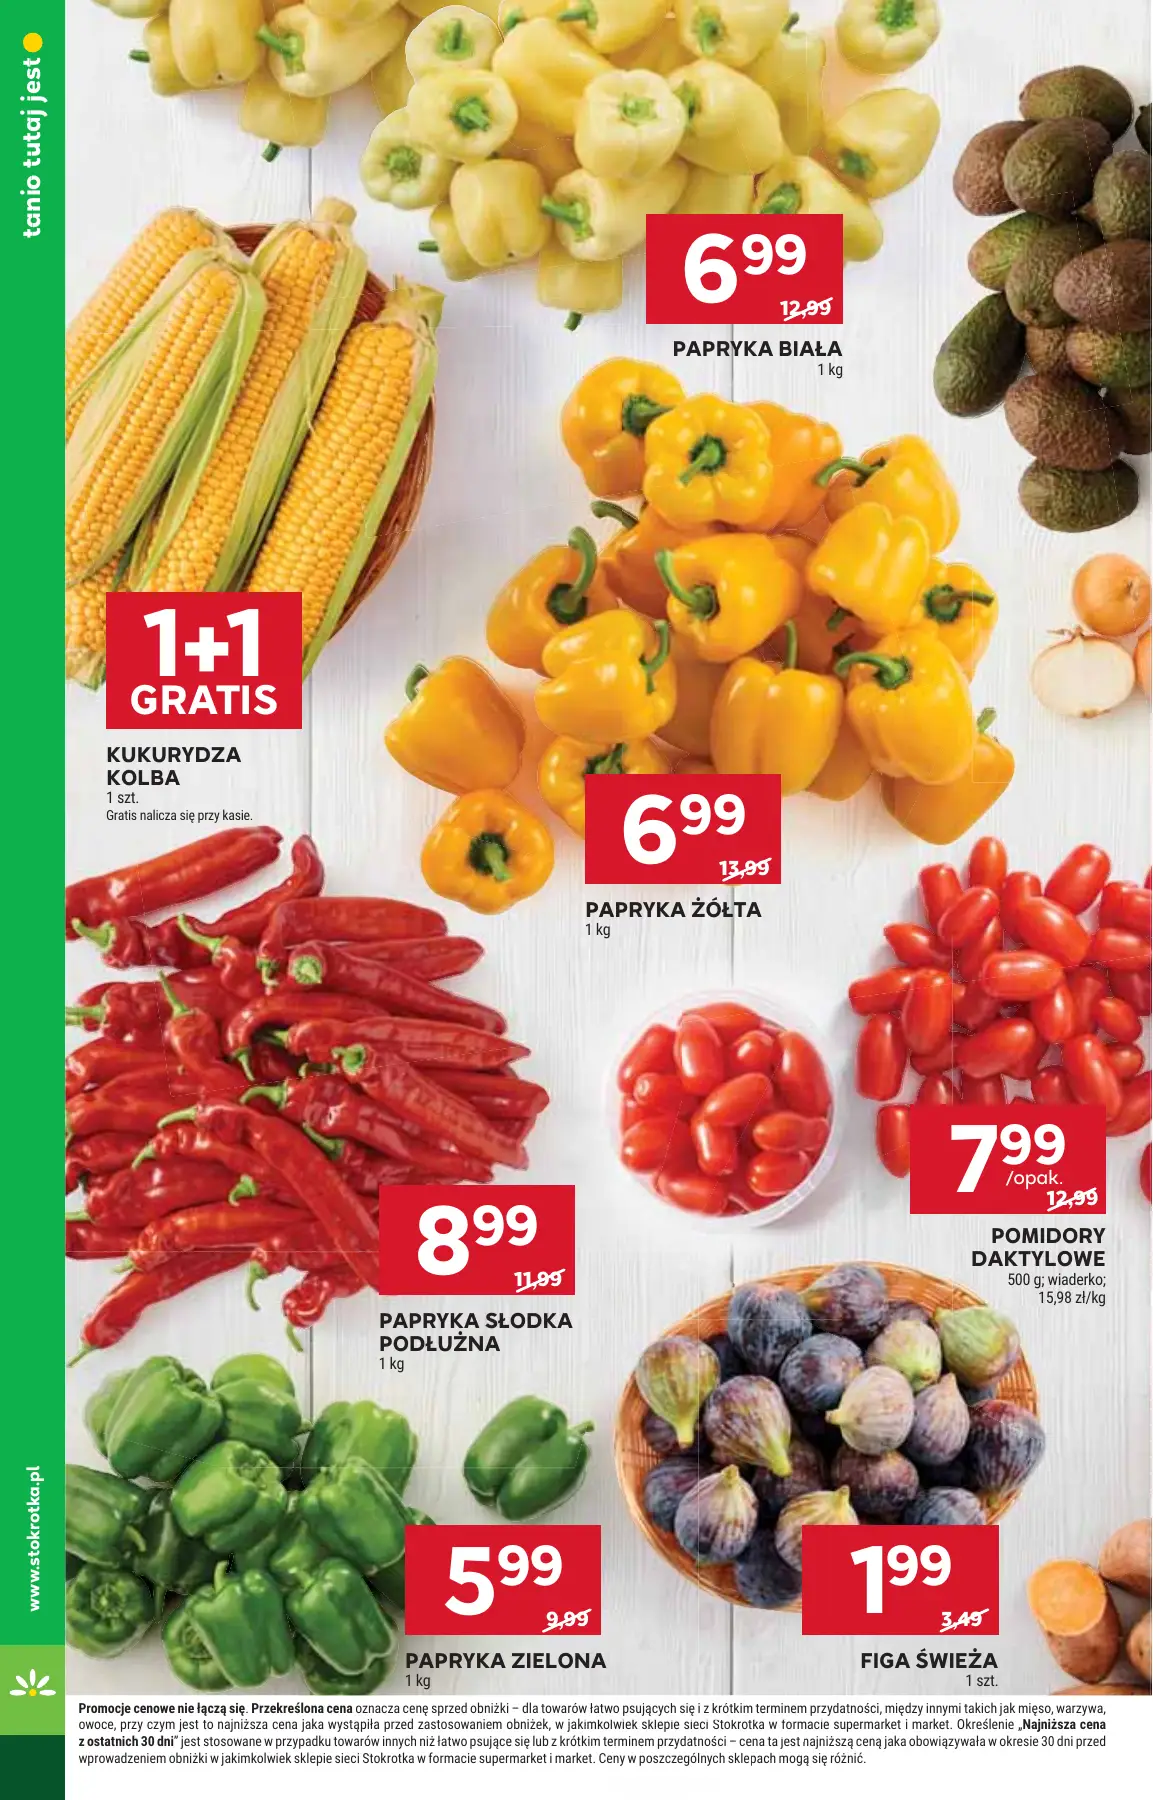 tanio tutaj jest
6 99
12,99
PAPRYKA BIAŁA
1 kg
1+1
GRATIS
KUKURYDZA
KOLBA
1 szt.
Gratis nalicza się przy kasie.
6 99
13,99
PAPRYKA ŻÓŁTA
1 kg
7 99
/opak.
12,99
POMIDORY
DAKTYLOWE
500 g; wiaderko;
15,98 zł/kg
8 99
11,99
PAPRYKA SŁODKA
PODŁUŻNA
1 kg
5 99
9,99
PAPRYKA ZIELONA
1 kg
1 99
3,49
FIGA ŚWIEŻA
1 szt.
www.stokrotka.pl
Promocje cenowe nie łączą się. Przekreślona cena oznacza cenę sprzed obniżki – dla towarów łatwo psujących się i z krótkim terminem przydatności, między innymi takich jak mięso, warzywa,
owoce, przy czym jest to najniższa cena jaka wystąpiła przed zastosowaniem obniżek, w jakimkolwiek sklepie sieci Stokrotka w formacie supermarket i market. Określenie „Najniższa cena
z ostatnich 30 dni” jest stosowane w przypadku towarów innych niż łatwo psujące się lub z krótkim terminem przydatności – cena ta jest najniższą ceną jaka obowiązywała w okresie 30 dni przed
wprowadzeniem obniżki w jakimkolwiek sklepie sieci Stokrotka w formacie supermarket i market. Ceny w poszczególnych sklepach mogą się różnić.